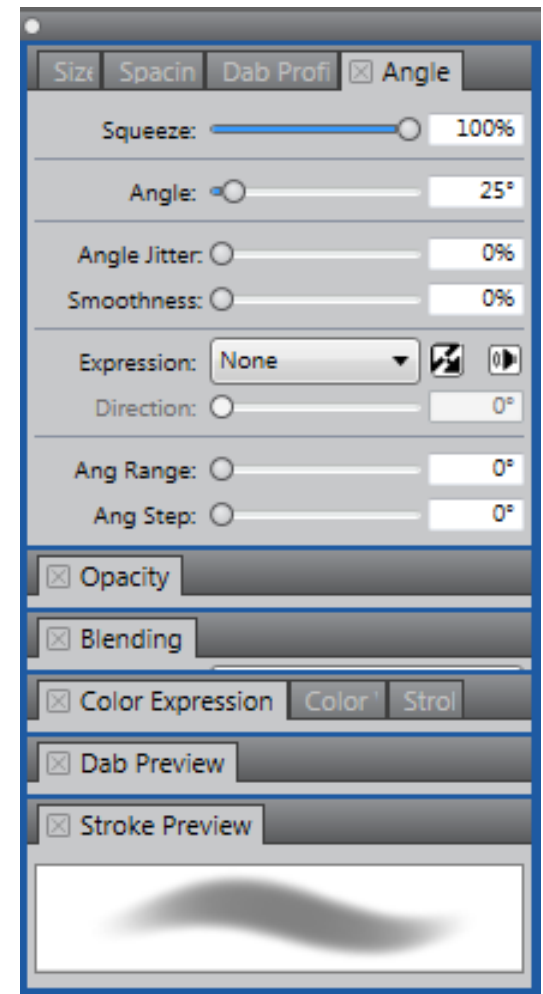 Size Spacin Dab Profi Angle
Squeeze: 100%
Angle: 25°
Angle Jitter: 0%
Smoothness: 0%
Expression: None
Direction: 0°
Ang Range: 0°
Ang Step: 0°
Opacity
Blending
Color Expression Color Strol
Dab Preview
Stroke Preview